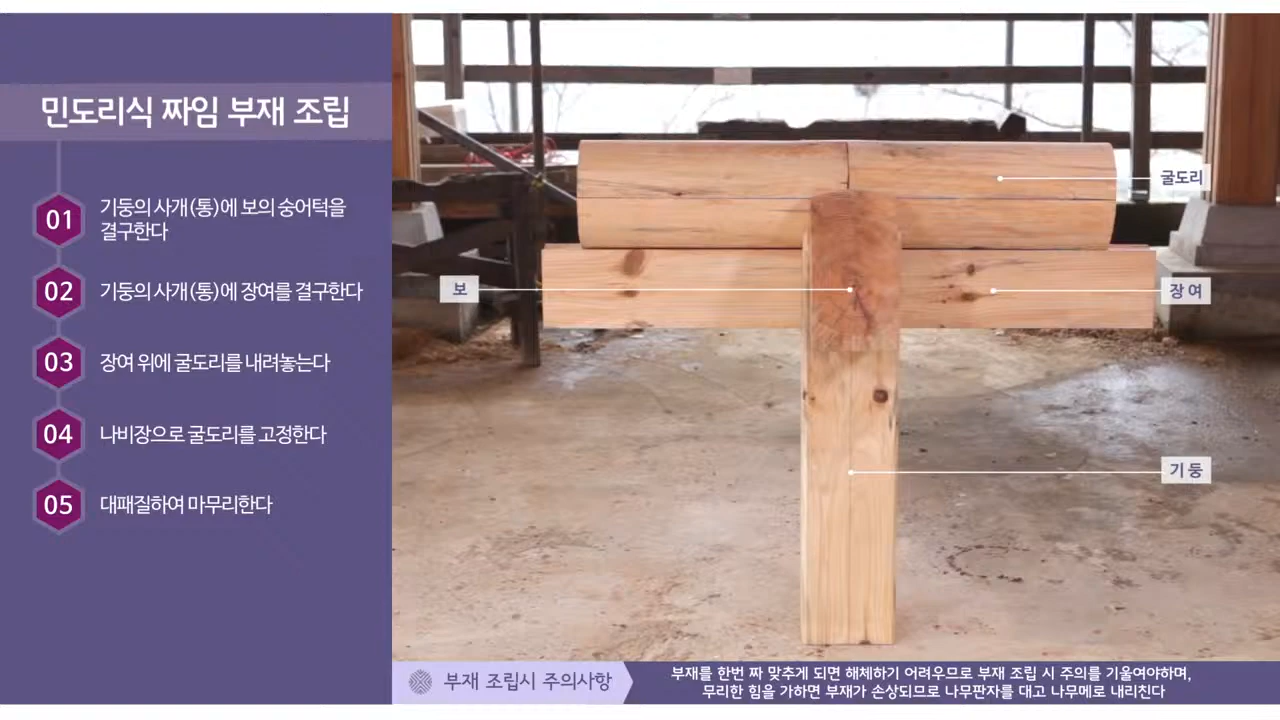 민도리식 짜임 부재 조립
01 기둥의 사개(통)에 보의 숭어턱을
결구한다
02 기둥의 사개(통)에 장여를 결구한다
03 장여 위에 굴도리를 내려놓는다
04 나비장으로 굴도리를 고정한다
05 대패질하여 마무리한다
굴도리
보
장 여
기 둥
부재 조립시 주의사항
부재를 한번 짜 맞추게 되면 해체하기 어려우므로 부재 조립 시 주의를 기울여야하며,
무리한 힘을 가하면 부재가 손상되므로 나무판자를 대고 나무메로 내리친다